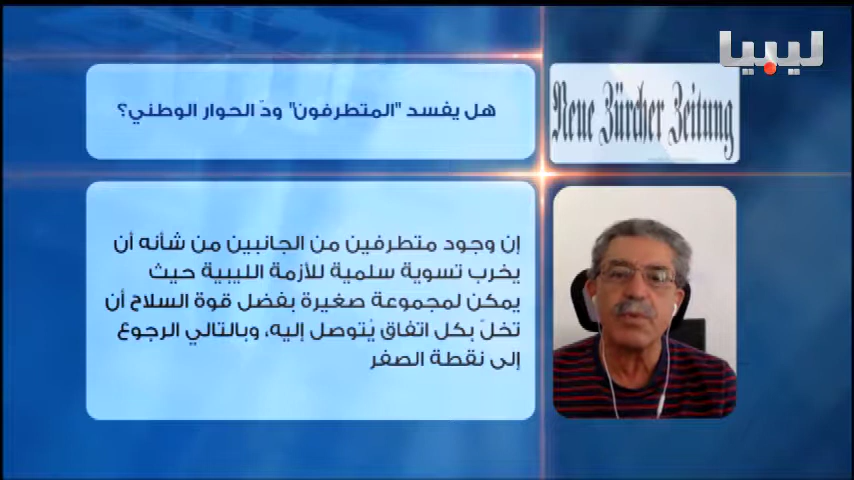 ليبيا
هل يفسد "المتطرفون" ودّ الحوار الوطني؟
Neue Zürcher Zeitung
إن وجود متطرفين من الجانبين من شأنه أن
يخرب تسوية سلمية للأزمة الليبية حيث
يمكن لمجموعة صغيرة بفضل قوة السلاح أن
تخلّ بكل اتفاق يُتوصل إليه، وبالتالي الرجوع
إلى نقطة الصفر